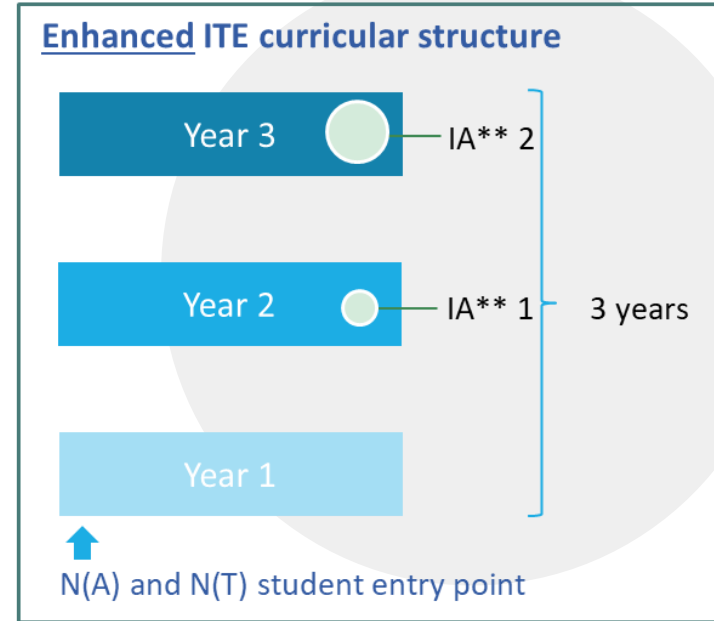 Enhanced ITE curricular structure
Year 3
IA** 2
Year 2
IA** 1
3 years
Year 1
N(A) and N(T) student entry point